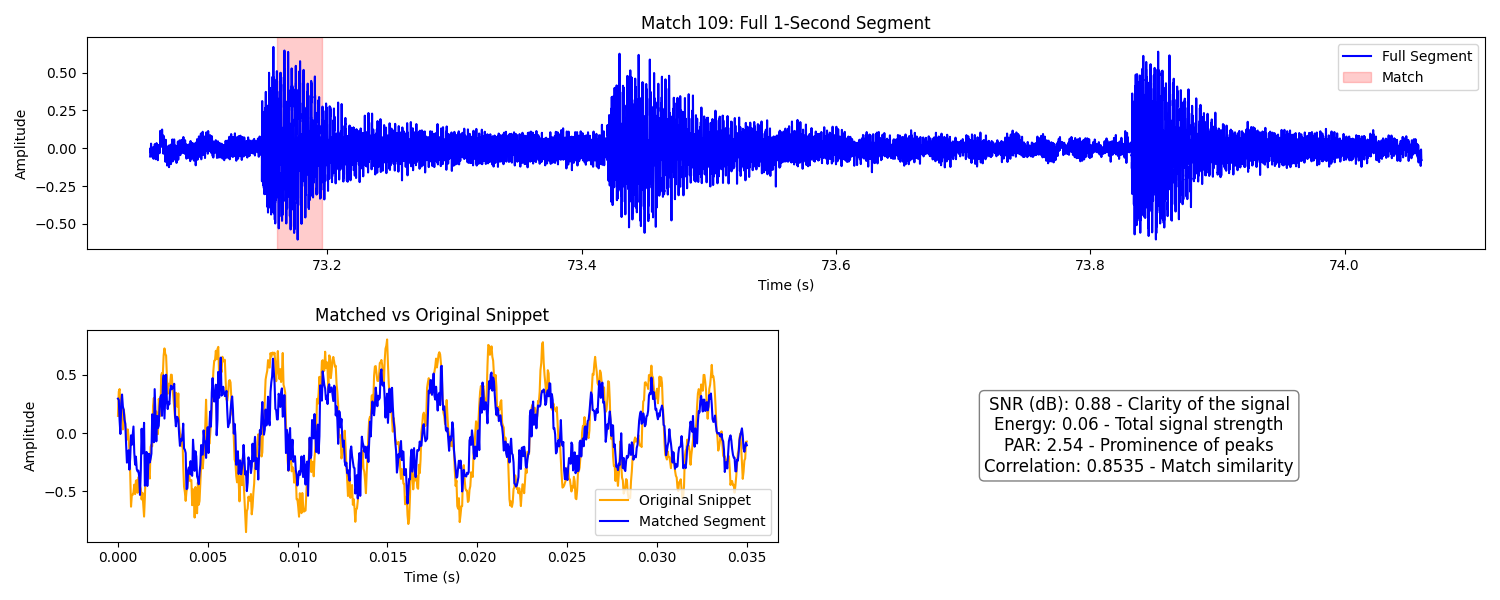 Match 109: Full 1-Second Segment
Amplitude
0.50
0.25
0.00
−0.25
−0.50
Full Segment
Match
73.2
73.4
73.6
73.8
74.0
Time (s)
Matched vs Original Snippet
Amplitude
0.5
0.0
−0.5
Original Snippet
Matched Segment
0.000
0.005
0.010
0.015
0.020
0.025
0.030
0.035
Time (s)
SNR (dB): 0.88 - Clarity of the signal
Energy: 0.06 - Total signal strength
PAR: 2.54 - Prominence of peaks
Correlation: 0.8535 - Match similarity